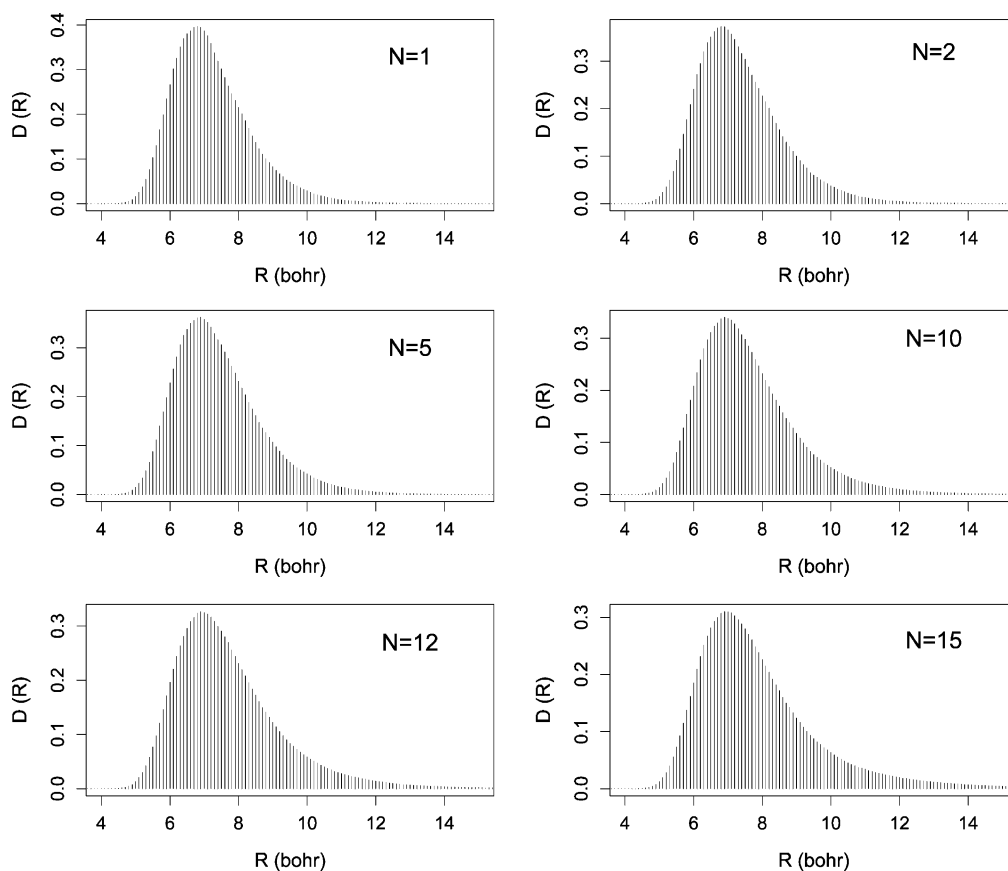 D (R)
0.0 0.1 0.2 0.3 0.4
N=1
4 6 8 10 12 14
R (bohr)
D (R)
0.0 0.1 0.2 0.3
N=2
4 6 8 10 12 14
R (bohr)
D (R)
0.0 0.1 0.2 0.3
N=5
4 6 8 10 12 14
R (bohr)
D (R)
0.0 0.1 0.2 0.3
N=10
4 6 8 10 12 14
R (bohr)
D (R)
0.0 0.1 0.2 0.3
N=12
4 6 8 10 12 14
R (bohr)
D (R)
0.0 0.1 0.2 0.3
N=15
4 6 8 10 12 14
R (bohr)